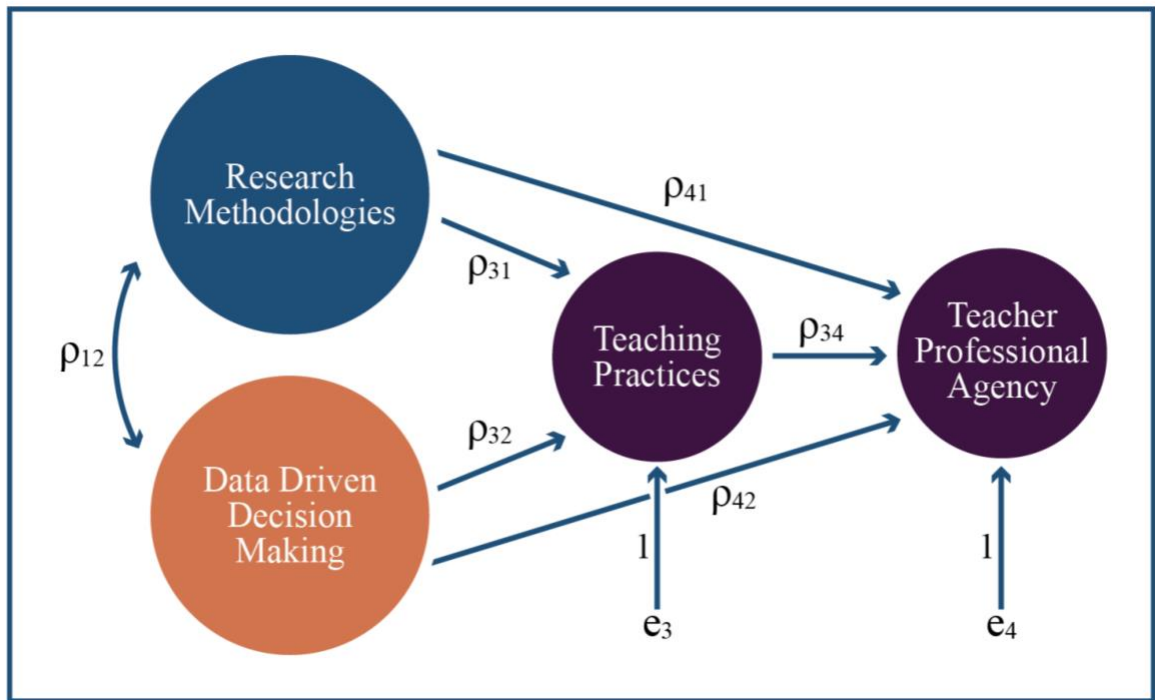 Research
Methodologies
ρ41
ρ31
ρ12
Teaching
Practices
ρ34
Teacher
Professional
Agency
ρ32
Data Driven
Decision
Making
ρ42
1
1
e3
e4